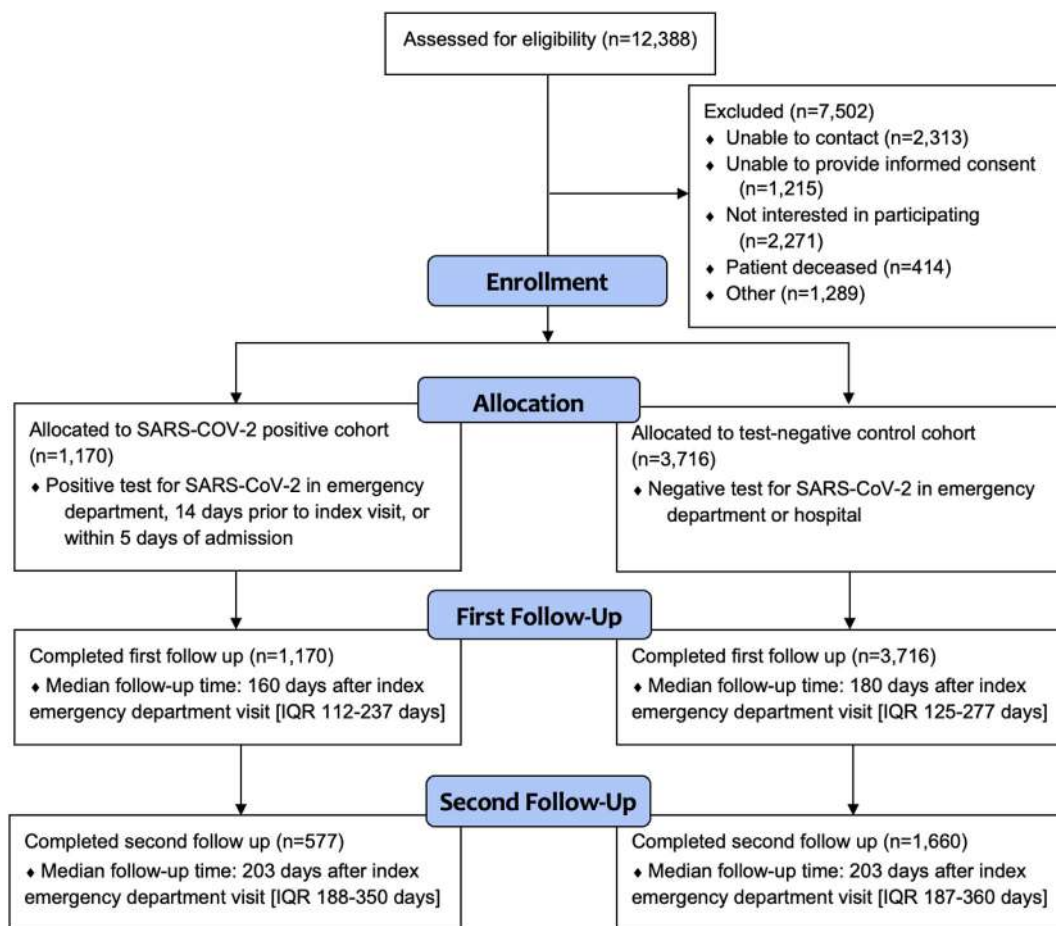 Assessed for eligibility (n=12,388)
Excluded (n=7,502)
♦ Unable to contact (n=2,313)
♦ Unable to provide informed consent
(n=1,215)
♦ Not interested in participating
(n=2,271)
♦ Patient deceased (n=414)
♦ Other (n=1,289)
Enrollment
Allocation
Allocated to SARS-COV-2 positive cohort
(n=1,170)
♦ Positive test for SARS-CoV-2 in emergency
department, 14 days prior to index visit, or
within 5 days of admission
Allocated to test-negative control cohort
(n=3,716)
♦ Negative test for SARS-CoV-2 in emergency
department or hospital
First Follow-Up
Completed first follow up (n=1,170)
♦ Median follow-up time: 160 days after index
emergency department visit [IQR 112-237 days]
Completed first follow up (n=3,716)
♦ Median follow-up time: 180 days after index
emergency department visit [IQR 125-277 days]
Second Follow-Up
Completed second follow up (n=577)
♦ Median follow-up time: 203 days after index
emergency department visit [IQR 188-350 days]
Completed second follow up (n=1,660)
♦ Median follow-up time: 203 days after index
emergency department visit [IQR 187-360 days]